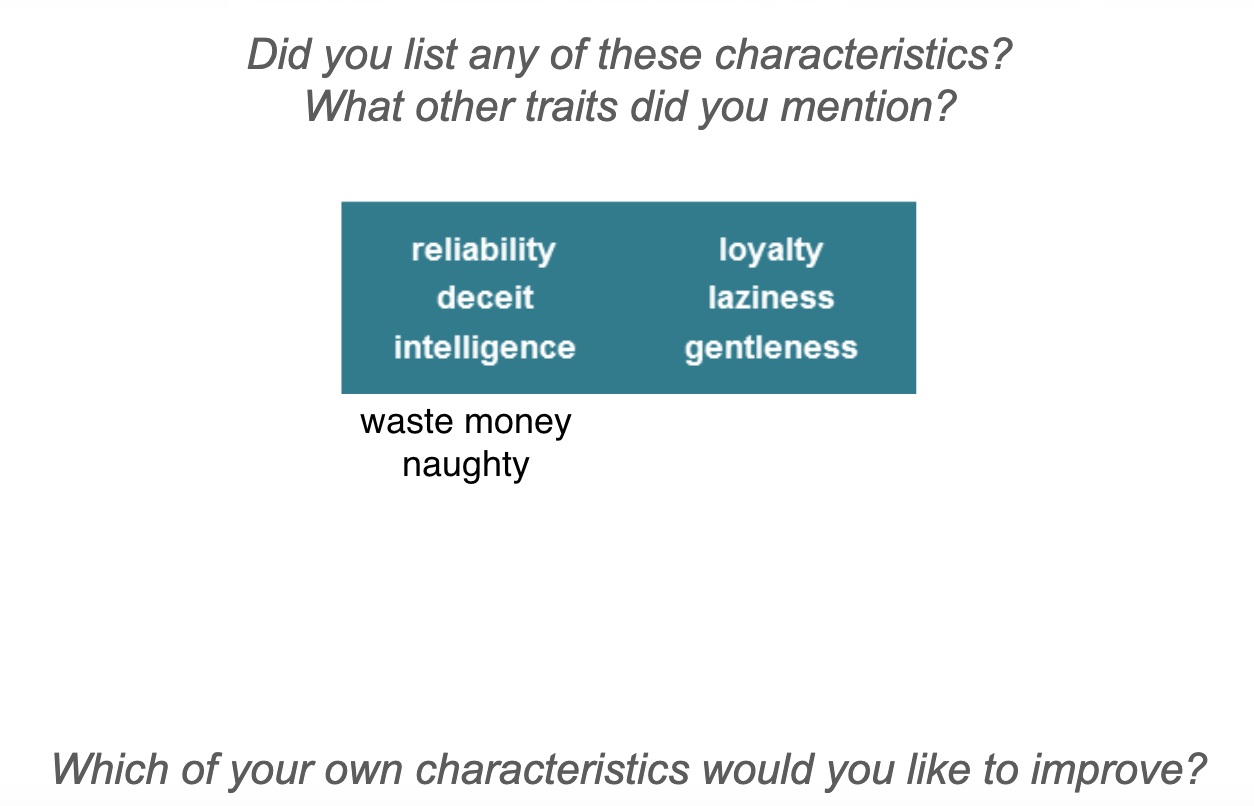 Did you list any of these characteristics?
What other traits did you mention?
reliability loyalty
deceit laziness
intelligence gentleness
waste money
naughty
Which of your own characteristics would you like to improve?